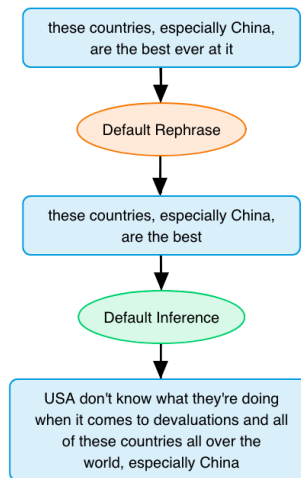 these countries, especially China,
are the best ever at it
Default Rephrase
these countries, especially China,
are the best
Default Inference
USA don't know what they're doing
when it comes to devaluations and all
of these countries all over the
world, especially China